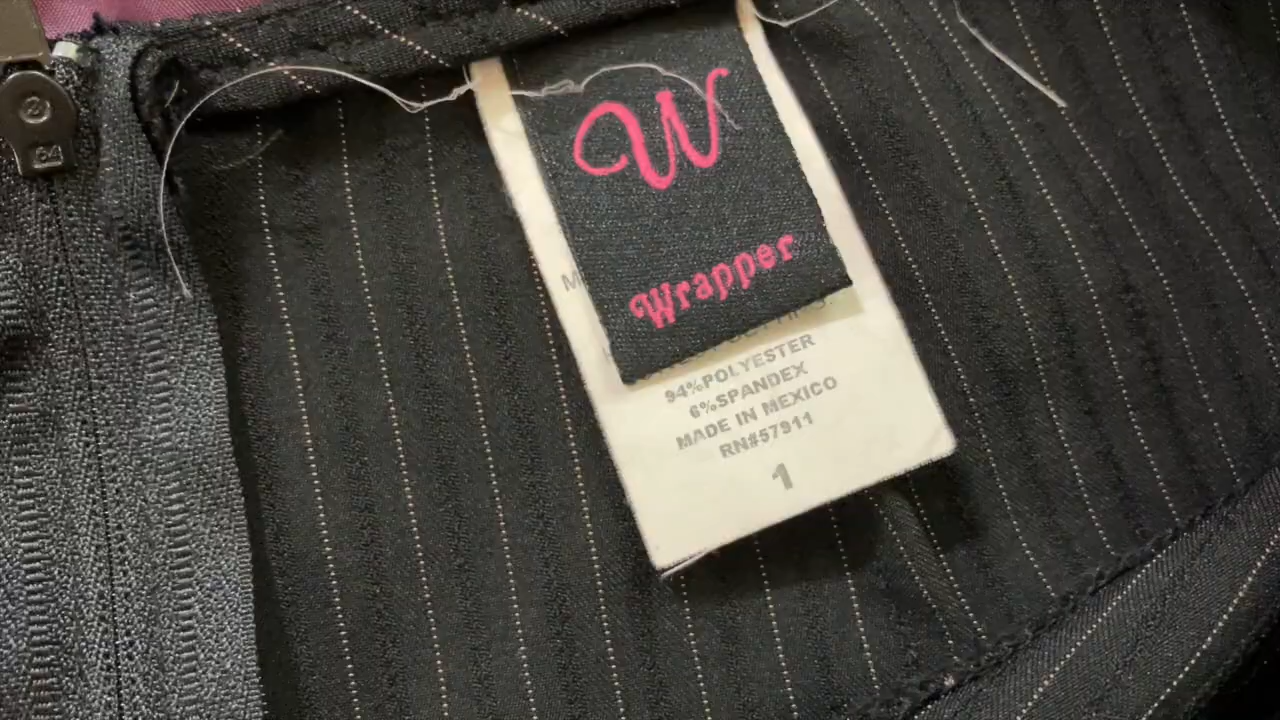 W
Wrapper
94%POLYESTER
6%SPANDEX
MADE IN MEXICO
RN#57911
1